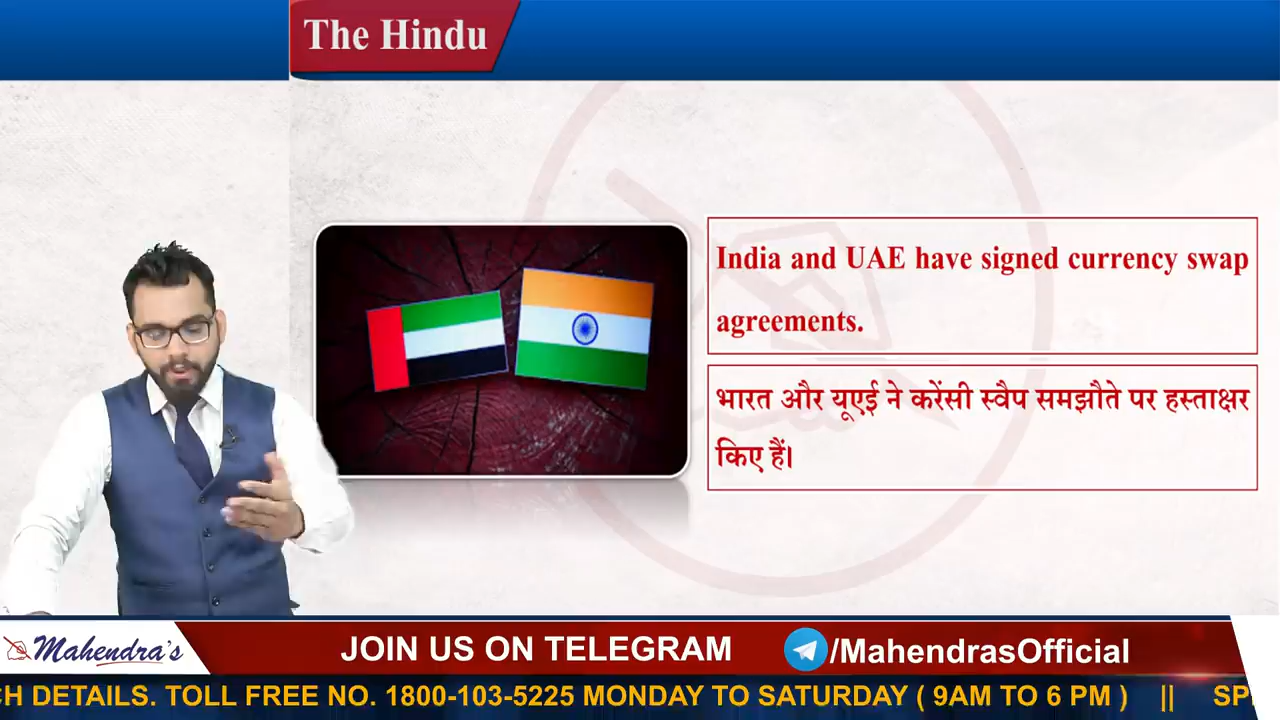 The Hindu
India and UAE have signed currency swap
agreements.
भारत और यूएई ने करेंसी स्वैप समझौते पर हस्ताक्षर
किए हैं।
Mahendra's
JOIN US ON TELEGRAM
/MahendrasOfficial
CH DETAILS. TOLL FREE NO. 1800-103-5225 MONDAY TO SATURDAY ( 9AM TO 6 PM ) || SP